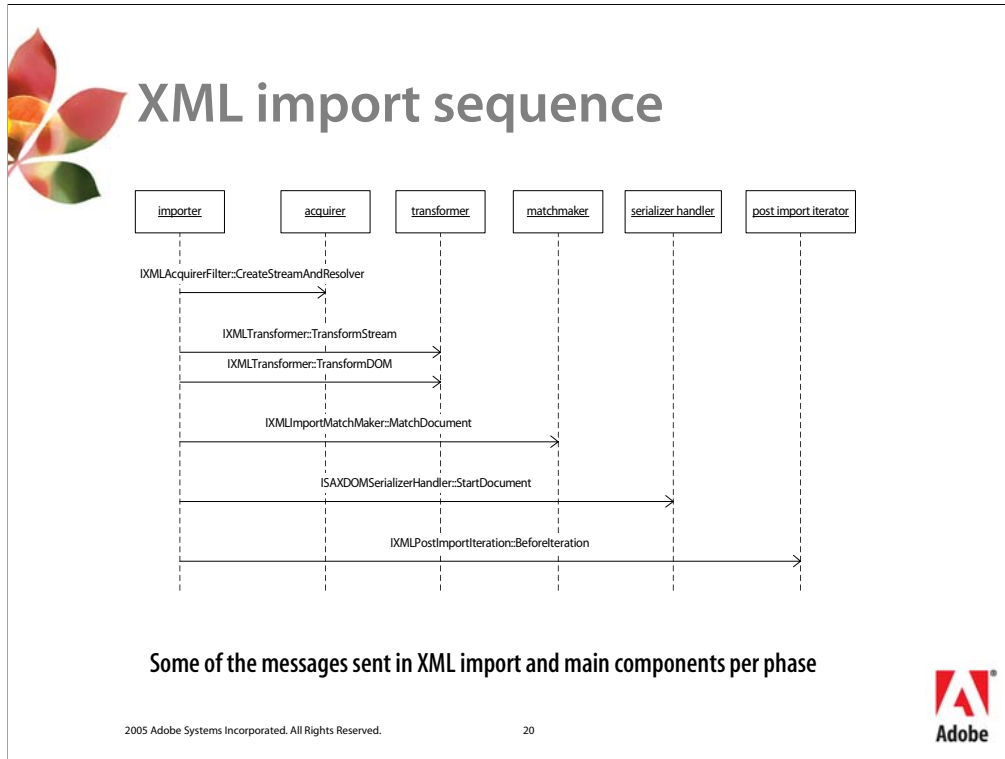 XML import sequence
importer
acquirer
transformer
matchmaker
serializer handler
post import iterator
IXMLAcquirerFilter::CreateStreamAndResolver
IXMLTransformer::TransformStream
IXMLTransformer::TransformDOM
IXMLImportMatchMaker::MatchDocument
ISAXDOMSerializerHandler::StartDocument
IXMLPostImportIteration::BeforeIteration
Some of the messages sent in XML import and main components per phase
2005 Adobe Systems Incorporated. All Rights Reserved.
20
®
Adobe